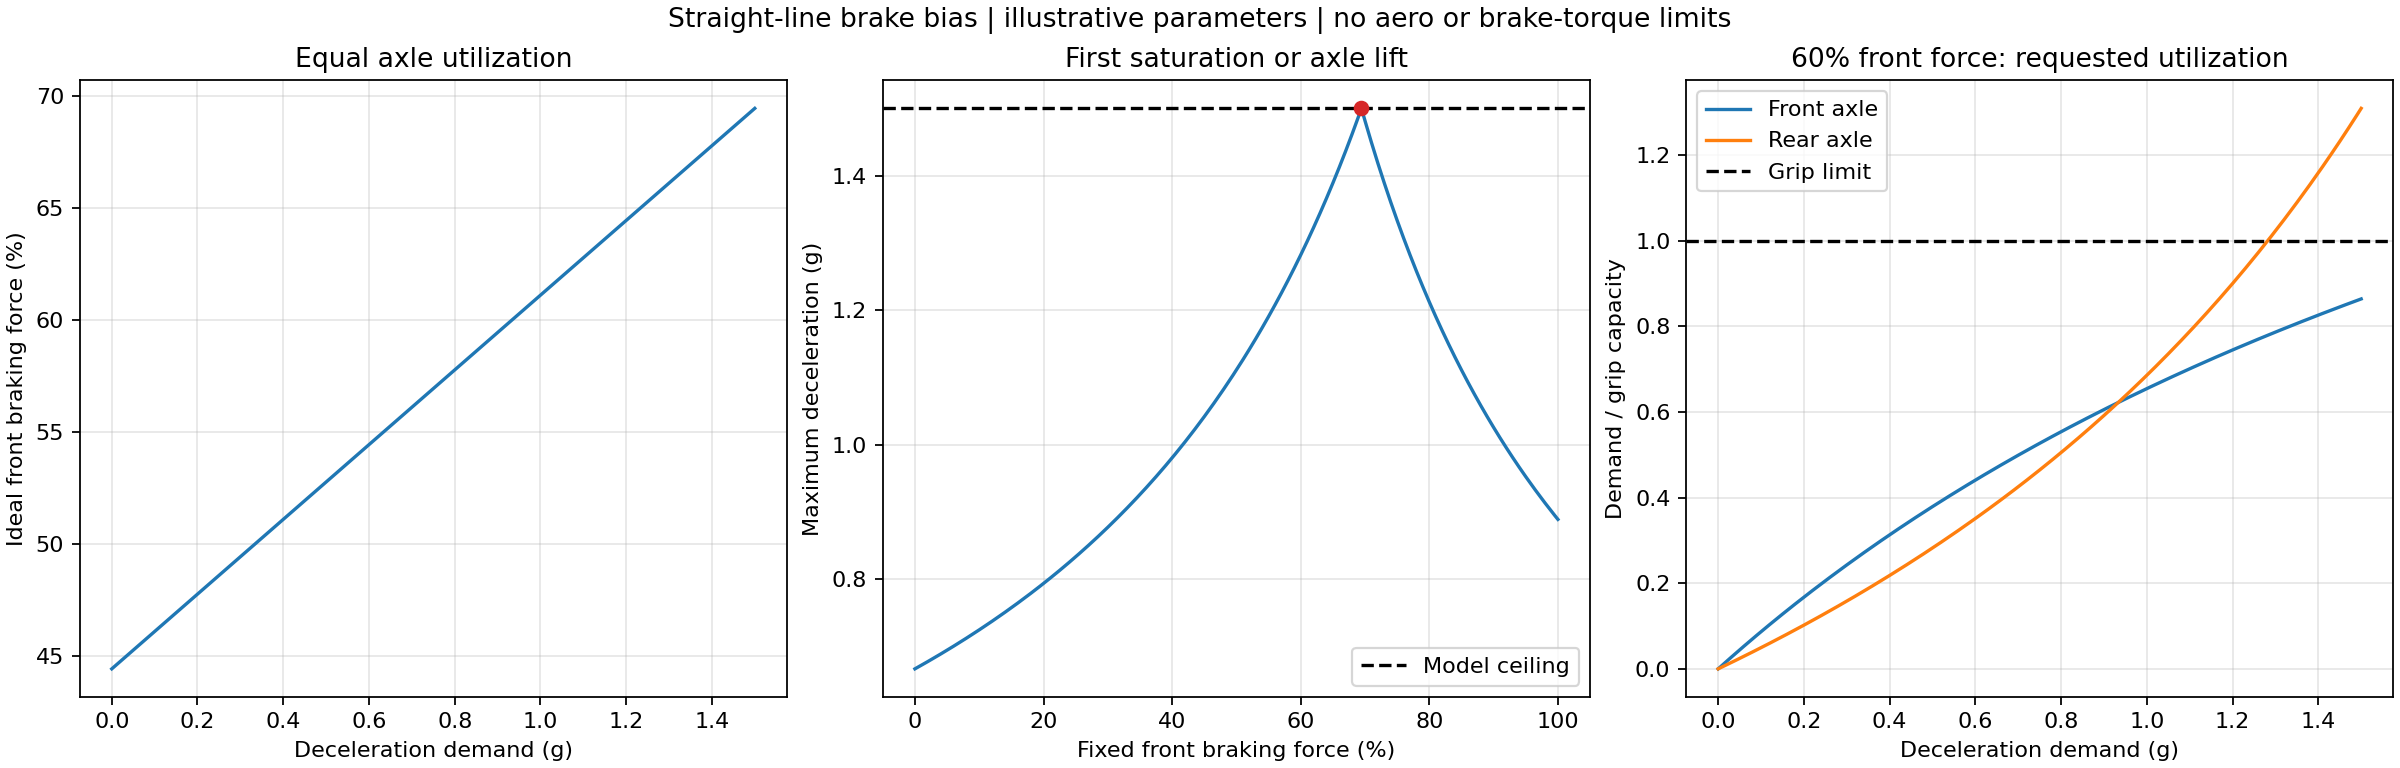 Straight-line brake bias | illustrative parameters | no aero or brake-torque limits
Equal axle utilization
Ideal front braking force (%)
70
65
60
55
50
45
0.0 0.2 0.4 0.6 0.8 1.0 1.2 1.4
Deceleration demand (g)
First saturation or axle lift
Maximum deceleration (g)
1.4
1.2
1.0
0.8
Model ceiling
0 20 40 60 80 100
Fixed front braking force (%)
60% front force: requested utilization
Demand / grip capacity
Front axle
Rear axle
Grip limit
1.2
1.0
0.8
0.6
0.4
0.2
0.0
0.0 0.2 0.4 0.6 0.8 1.0 1.2 1.4
Deceleration demand (g)